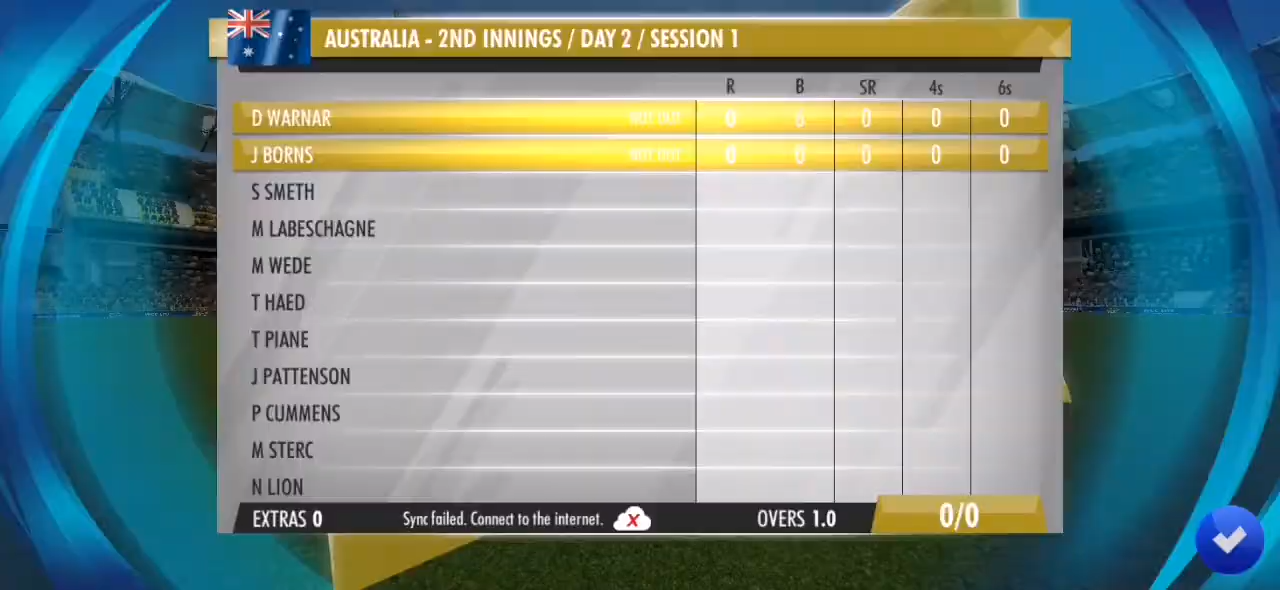 AUSTRALIA - 2ND INNINGS / DAY 2 / SESSION 1
R B SR 4s 6s
D WARNAR NOT OUT 0 6 0 0 0
J BORNS NOT OUT 0 0 0 0 0
S SMETH
M LABESCHAGNE
M WEDE
T HAED
T PIANE
J PATTENSON
P CUMMENS
M STERC
N LION
EXTRAS 0 Sync failed. Connect to the internet. X OVERS 1.0 0/0